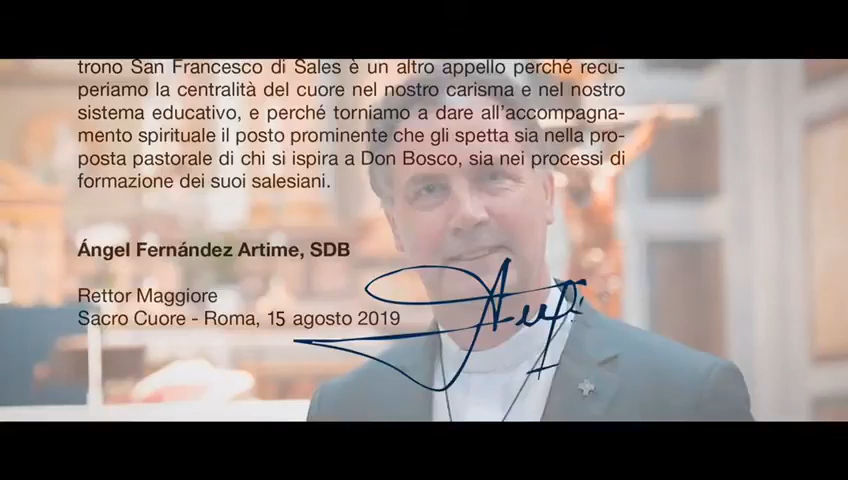 trono San Francesco di Sales è un altro appello perché recu-
periamo la centralità del cuore nel nostro carisma e nel nostro
sistema educativo, e perché torniamo a dare all'accompagna-
mento spirituale il posto prominente che gli spetta sia nella pro-
posta pastorale di chi si ispira a Don Bosco, sia nei processi di
formazione dei suoi salesiani.
Ángel Fernández Artime, SDB
Rettor Maggiore
Sacro Cuore - Roma, 15 agosto 2019